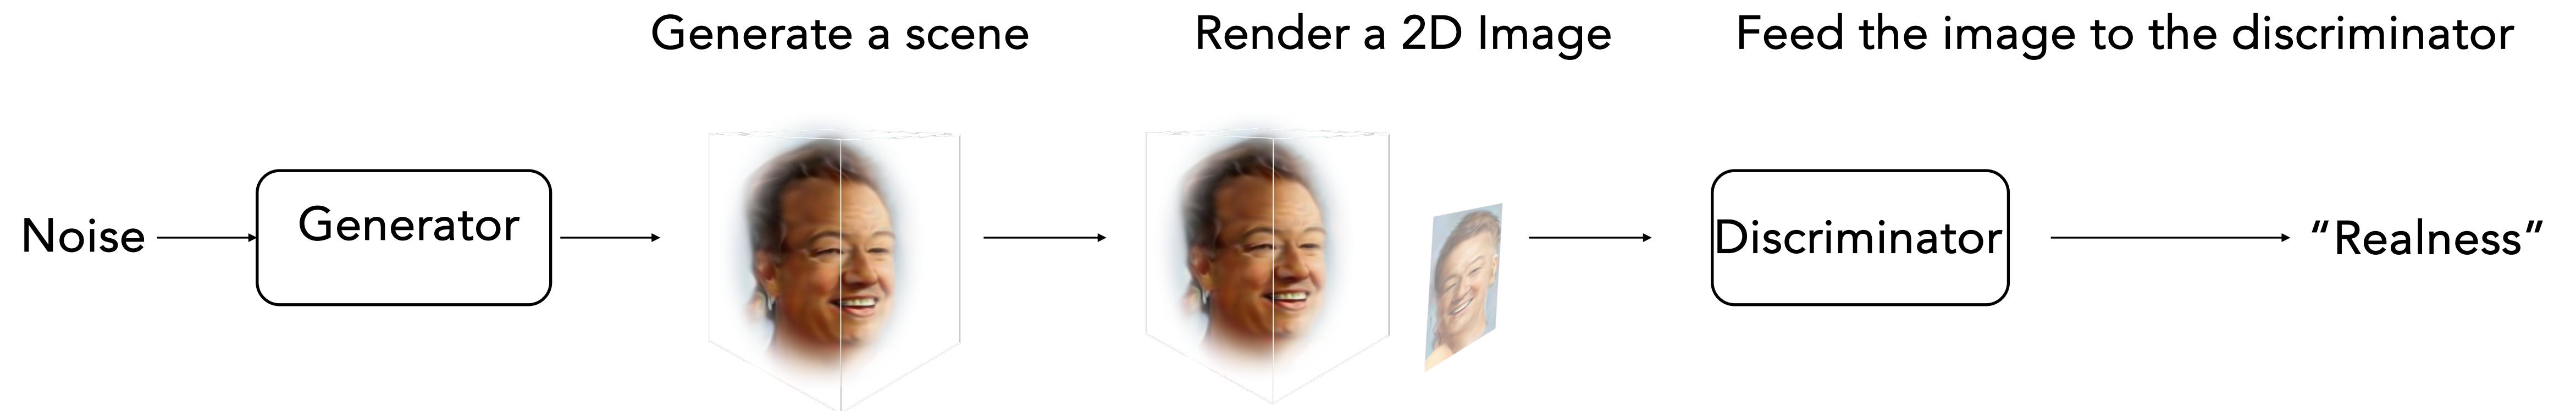 Generate a scene
Render a 2D Image
Feed the image to the discriminator
Noise
Generator
Discriminator
“Realness”